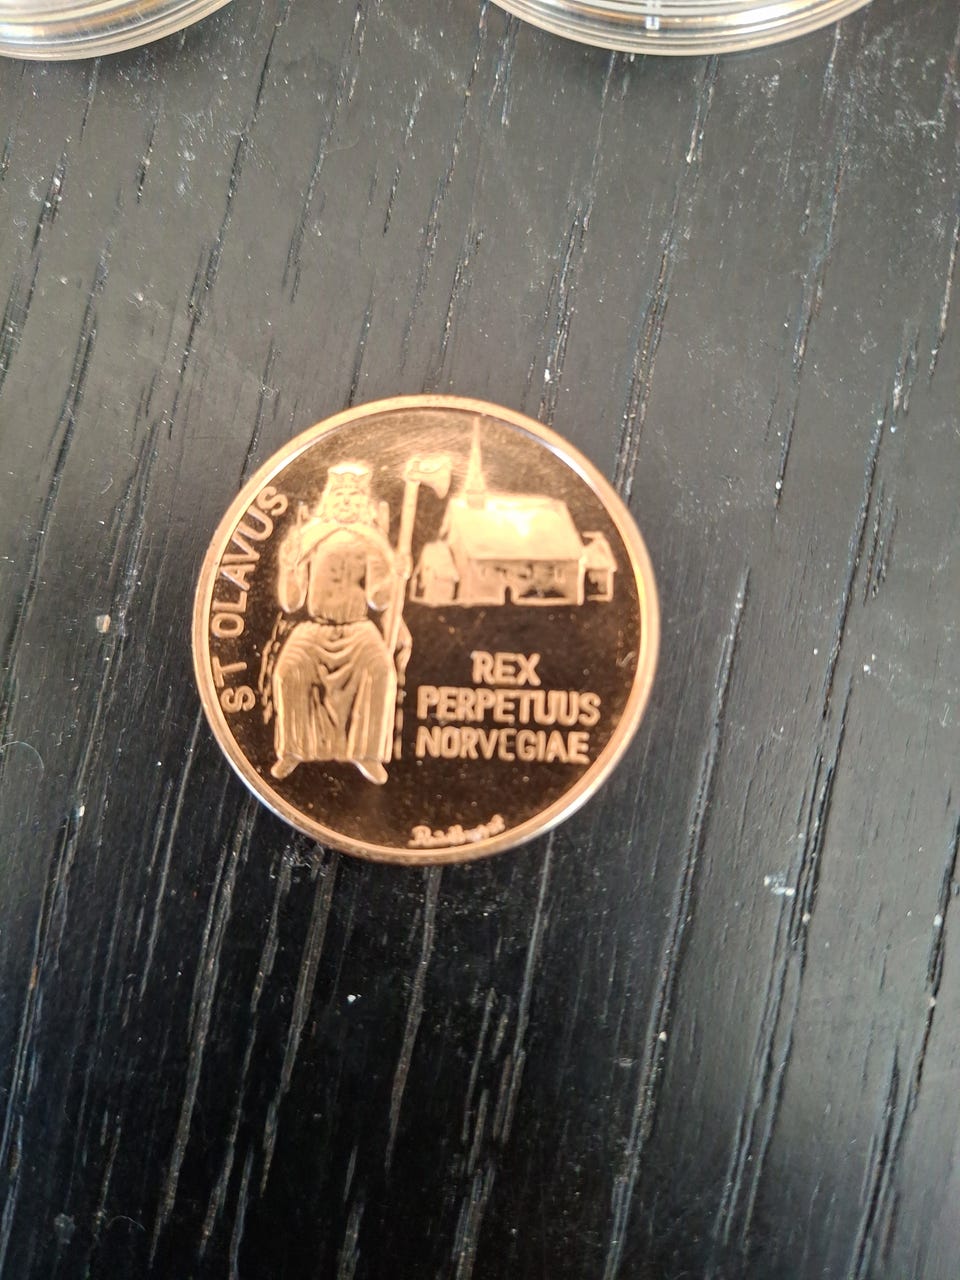 ST OLAVUS
REX
PERPETUUS
NORVEGIAE